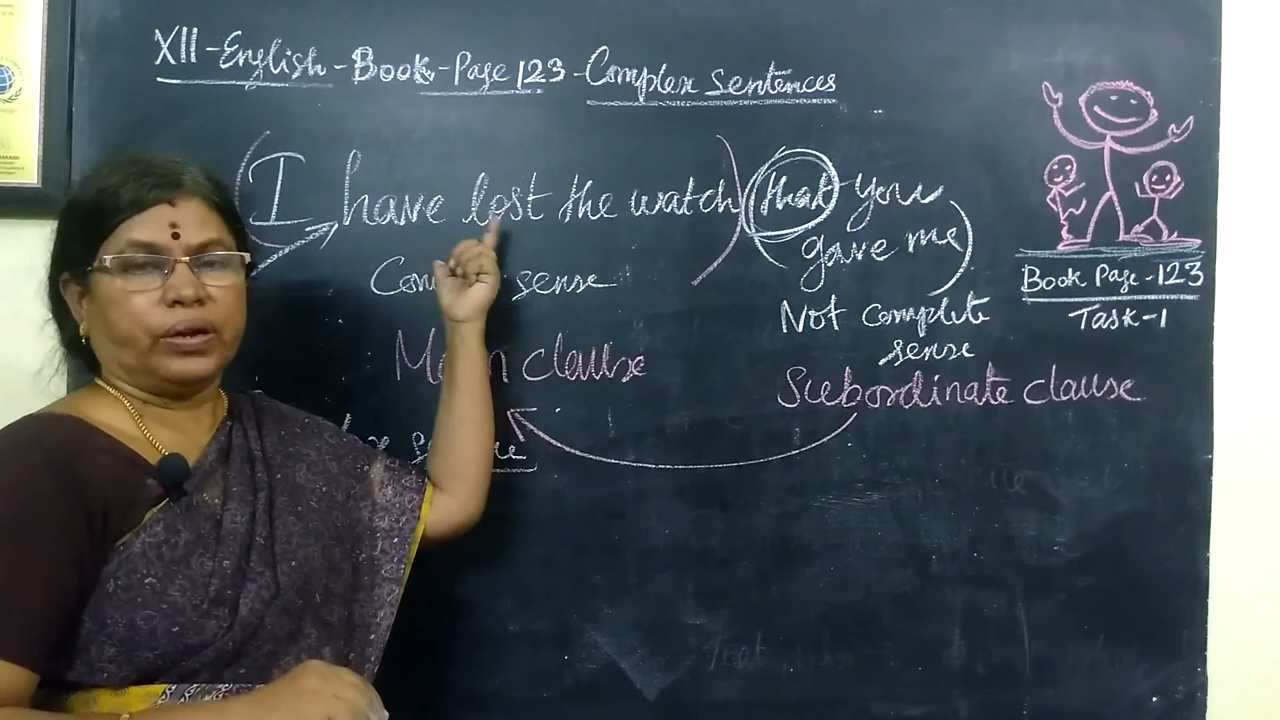 XII - English - Book - Page 123 - Complex Sentences
I have lost the watch that you
gave me
sense
Not Complete
sense
clause
Subordinate clause
Book Page - 123
Task - 1